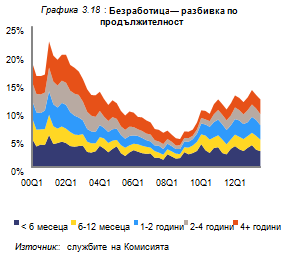 Графика 3.18 : Безработица— разбивка по
продължителност
25%
20%
15%
10%
5%
0%
00Q1 02Q1 04Q1 06Q1 08Q1 10Q1 12Q1
< 6 месеца 6-12 месеца 1-2 години 2-4 години 4+ години
Източник: службите на Комисията